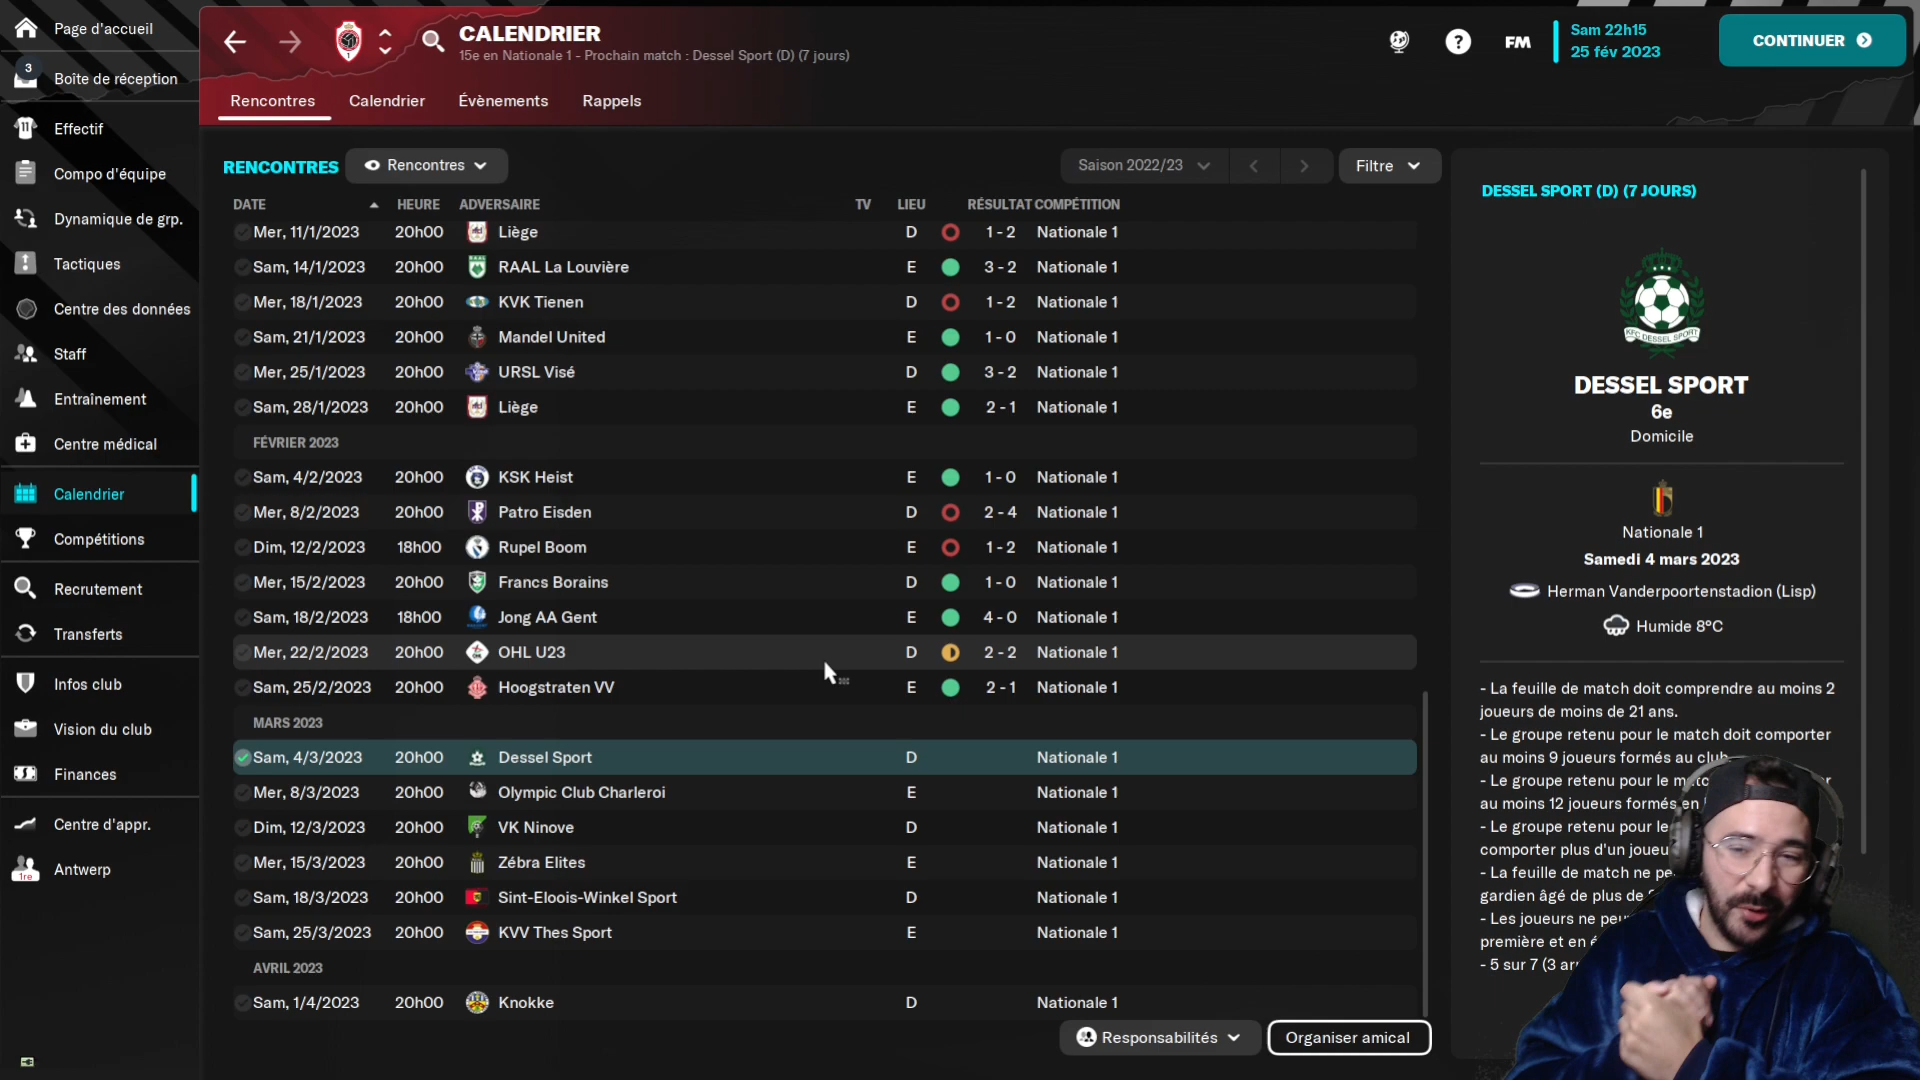 Page d'accueil
3
Boîte de réception
11
Effectif
Compo d'équipe
Dynamique de grp.
Tactiques
Centre des données
Staff
Entraînement
Centre médical
Calendrier
Compétitions
Recrutement
Transferts
Infos club
Vision du club
Finances
Centre d'appr.
1re
Antwerp
CALENDRIER
15e en Nationale 1 - Prochain match : Dessel Sport (D) (7 jours)
?
FM
Sam 22h15
25 fév 2023
CONTINUER
Rencontres
Calendrier
Évènements
Rappels
RENCONTRES
Rencontres
Saison 2022/23
Filtre
DATE HEURE ADVERSAIRE TV LIEU RÉSULTAT COMPÉTITION
Mer, 11/1/2023 20h00 Liège D 1 - 2 Nationale 1
Sam, 14/1/2023 20h00 RAAL La Louvière E 3 - 2 Nationale 1
Mer, 18/1/2023 20h00 KVK Tienen D 1 - 2 Nationale 1
Sam, 21/1/2023 20h00 Mandel United E 1 - 0 Nationale 1
Mer, 25/1/2023 20h00 URSL Visé D 3 - 2 Nationale 1
Sam, 28/1/2023 20h00 Liège E 2 - 1 Nationale 1
FÉVRIER 2023
Sam, 4/2/2023 20h00 KSK Heist E 1 - 0 Nationale 1
Mer, 8/2/2023 20h00 Patro Eisden D 2 - 4 Nationale 1
Dim, 12/2/2023 18h00 Rupel Boom E 1 - 2 Nationale 1
Mer, 15/2/2023 20h00 Francs Borains D 1 - 0 Nationale 1
Sam, 18/2/2023 18h00 Jong AA Gent E 4 - 0 Nationale 1
Mer, 22/2/2023 20h00 OHL U23 D 2 - 2 Nationale 1
Sam, 25/2/2023 20h00 Hoogstraten VV E 2 - 1 Nationale 1
MARS 2023
Sam, 4/3/2023 20h00 Dessel Sport D Nationale 1
Mer, 8/3/2023 20h00 Olympic Club Charleroi E Nationale 1
Dim, 12/3/2023 20h00 VK Ninove D Nationale 1
Mer, 15/3/2023 20h00 Zébra Elites E Nationale 1
Sam, 18/3/2023 20h00 Sint-Eloois-Winkel Sport D Nationale 1
Sam, 25/3/2023 20h00 KVV Thes Sport E Nationale 1
AVRIL 2023
Sam, 1/4/2023 20h00 Knokke D Nationale 1
Responsabilités
Organiser amical
DESSEL SPORT (D) (7 JOURS)
KFC DESSEL SPORT
DESSEL SPORT
6e
Domicile
Nationale 1
Samedi 4 mars 2023
Herman Vanderpoortenstadion (Lisp)
Humide 8°C
- La feuille de match doit comprendre au moins 2
joueurs de moins de 21 ans.
- Le groupe retenu pour le match doit comporter
au moins 9 joueurs formés au club
- Le groupe retenu pour le
au moins 12 joueurs formés en
- Le groupe retenu pour le
comporter plus d'un
- La feuille de match ne
gardien âgé de plus de
- Les joueurs ne
première et en
- 5 sur 7 (3